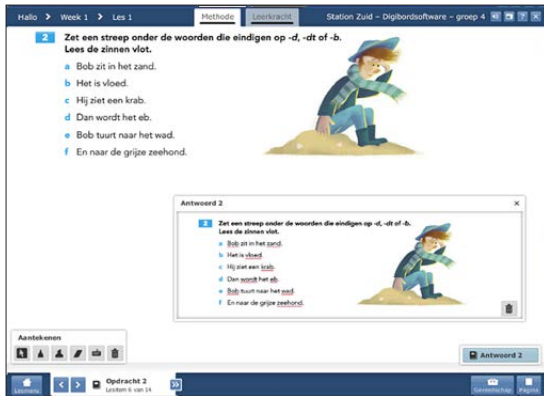 Hallo > Week 1 > Les 1 Methode Leerkracht Station Zuid – Digibordsoftware – groep 4
2 Zet een streep onder de woorden die eindigen op -d, -dt of -b.
Lees de zinnen vlot.
a Bob zit in het zand.
b Het is vloed.
c Hij ziet een krab.
d Dan wordt het eb.
e Bob tuurt naar het wad.
f En naar de grijze zeehond.
Antwoord 2
2 Zet een streep onder de woorden die eindigen op -d, -dt of -b.
Lees de zinnen vlot.
a Bob zit in het zand.
b Het is vloed.
c Hij ziet een krab.
d Dan wordt het eb.
e Bob tuurt naar het wad.
f En naar de grijze zeehond.
Aantekenen
Antwoord 2
Lesmenu
Opdracht 2
Lesitem 6 van 14
Gereedschap
Pagina